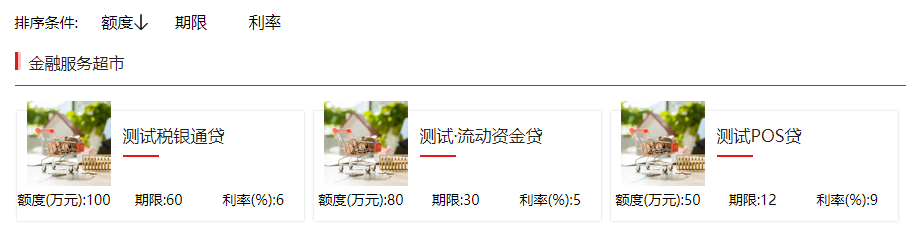 排序条件: 额度↓ 期限 利率
金融服务超市
测试税银通贷 测试·流动资金贷 测试POS贷
额度(万元):100 期限:60 利率(%):6 额度(万元):80 期限:30 利率(%):5 额度(万元):50 期限:12 利率(%):9